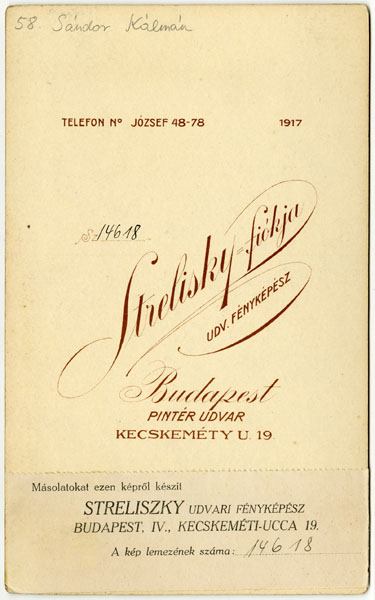 58. Sándor Kálmán
TELEFON Nº JÓZSEF 48-78 1917
S. 14618
Strelisky-fiókja
UDV. FÉNYKÉPÉSZ
Budapest
PINTÉR UDVAR
KECSKEMÉTY U. 19.
Másolatokat ezen képről készít
STRELISZKY UDVARI FÉNYKÉPÉSZ
BUDAPEST, IV., KECSKEMÉTI-UCCA 19.
A kép lemezének száma: 14618